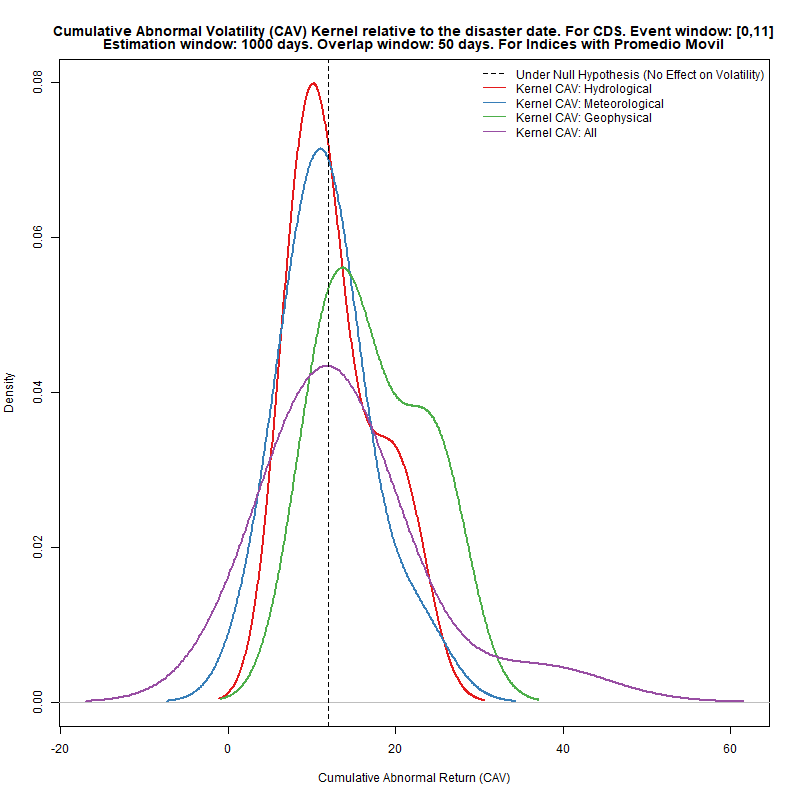 Cumulative Abnormal Volatility (CAV) Kernel relative to the disaster date. For CDS. Event window: [0,11]
Estimation window: 1000 days. Overlap window: 50 days. For Indices with Promedio Movil
Under Null Hypothesis (No Effect on Volatility)
Kernel CAV: Hydrological
Kernel CAV: Meteorological
Kernel CAV: Geophysical
Kernel CAV: All
0.08
0.06
0.04
0.02
0.00
Density
-20 0 20 40 60
Cumulative Abnormal Return (CAV)